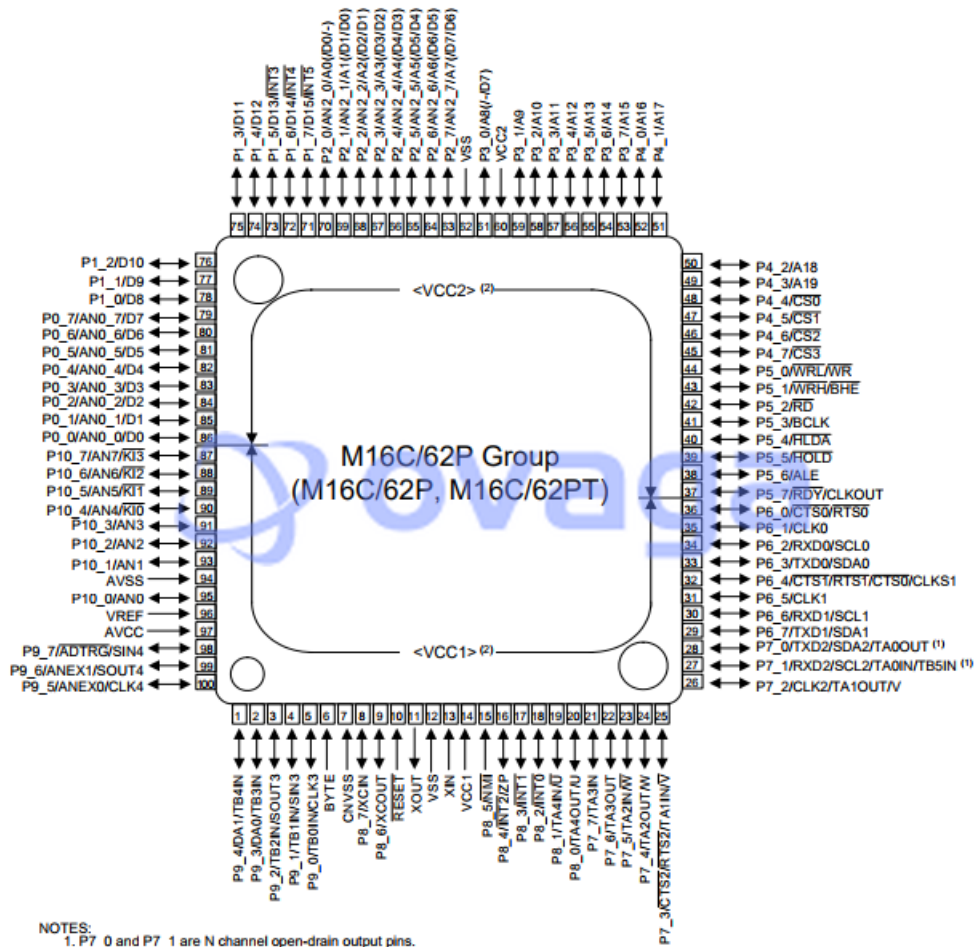 P1_3/D11
P1_4/D12
P1_5/D13/INT3
P1_6/D14/INT4
P1_7/D15/INT5
P2_0/AN2_0/A0(/D0/-)
P2_1/AN2_1/A1(/D1/D0)
P2_2/AN2_2/A2(/D2/D1)
P2_3/AN2_3/A3(/D3/D2)
P2_4/AN2_4/A4(/D4/D3)
P2_5/AN2_5/A5(/D5/D4)
P2_6/AN2_6/A6(/D6/D5)
P2_7/AN2_7/A7(/D7/D6)
VSS
P3_0/A8(/-/D7)
VCC2
P3_1/A9
P3_2/A10
P3_3/A11
P3_4/A12
P3_5/A13
P3_6/A14
P3_7/A15
P4_0/A16
P4_1/A17
75 74 73 72 71 70 69 68 67 66 65 64 63 62 61 60 59 58 57 56 55 54 53 52 51
P1_2/D10 76
P1_1/D9 77
P1_0/D8 78
P0_7/AN0_7/D7 79
P0_6/AN0_6/D6 80
P0_5/AN0_5/D5 81
P0_4/AN0_4/D4 82
P0_3/AN0_3/D3 83
P0_2/AN0_2/D2 84
P0_1/AN0_1/D1 85
P0_0/AN0_0/D0 86
P10_7/AN7/KI3 87
P10_6/AN6/KI2 88
P10_5/AN5/KI1 89
P10_4/AN4/KI0 90
P10_3/AN3 91
P10_2/AN2 92
P10_1/AN1 93
AVSS 94
P10_0/AN0 95
VREF 96
AVCC 97
P9_7/ADTRG/SIN4 98
P9_6/ANEX1/SOUT4 99
P9_5/ANEX0/CLK4 100
<VCC2> (2)
M16C/62P Group
(M16C/62P, M16C/62PT)
ovaga
<VCC1> (2)
50 P4_2/A18
49 P4_3/A19
48 P4_4/CS0
47 P4_5/CS1
46 P4_6/CS2
45 P4_7/CS3
44 P5_0/WRL/WR
43 P5_1/WRH/BHE
42 P5_2/RD
41 P5_3/BCLK
40 P5_4/HLDA
39 P5_5/HOLD
38 P5_6/ALE
37 P5_7/RDY/CLKOUT
36 P6_0/CTS0/RTS0
35 P6_1/CLK0
34 P6_2/RXD0/SCL0
33 P6_3/TXD0/SDA0
32 P6_4/CTS1/RTS1/CTS0/CLKS1
31 P6_5/CLK1
30 P6_6/RXD1/SCL1
29 P6_7/TXD1/SDA1
28 P7_0/TXD2/SDA2/TA0OUT (1)
27 P7_1/RXD2/SCL2/TA0IN/TB5IN (1)
26 P7_2/CLK2/TA1OUT/V
1 2 3 4 5 6 7 8 9 10 11 12 13 14 15 16 17 18 19 20 21 22 23 24 25
P9_4/DA1/TB4IN
P9_3/DA0/TB3IN
P9_2/TB2IN/SOUT3
P9_1/TB1IN/SIN3
P9_0/TB0IN/CLK3
BYTE
CNVSS
P8_7/XCIN
P8_6/XCOUT
RESET
XOUT
VSS
XIN
VCC1
P8_5/NMI
P8_4/INT2/ZP
P8_3/INT1
P8_2/INT0
P8_1/TA4IN/U
P8_0/TA4OUT/U
P7_7/TA3IN
P7_6/TA3OUT
P7_5/TA2IN/W
P7_4/TA2OUT/W
P7_3/CTS2/RTS2/TA1IN/V
NOTES:
1. P7_0 and P7_1 are N channel open-drain output pins.